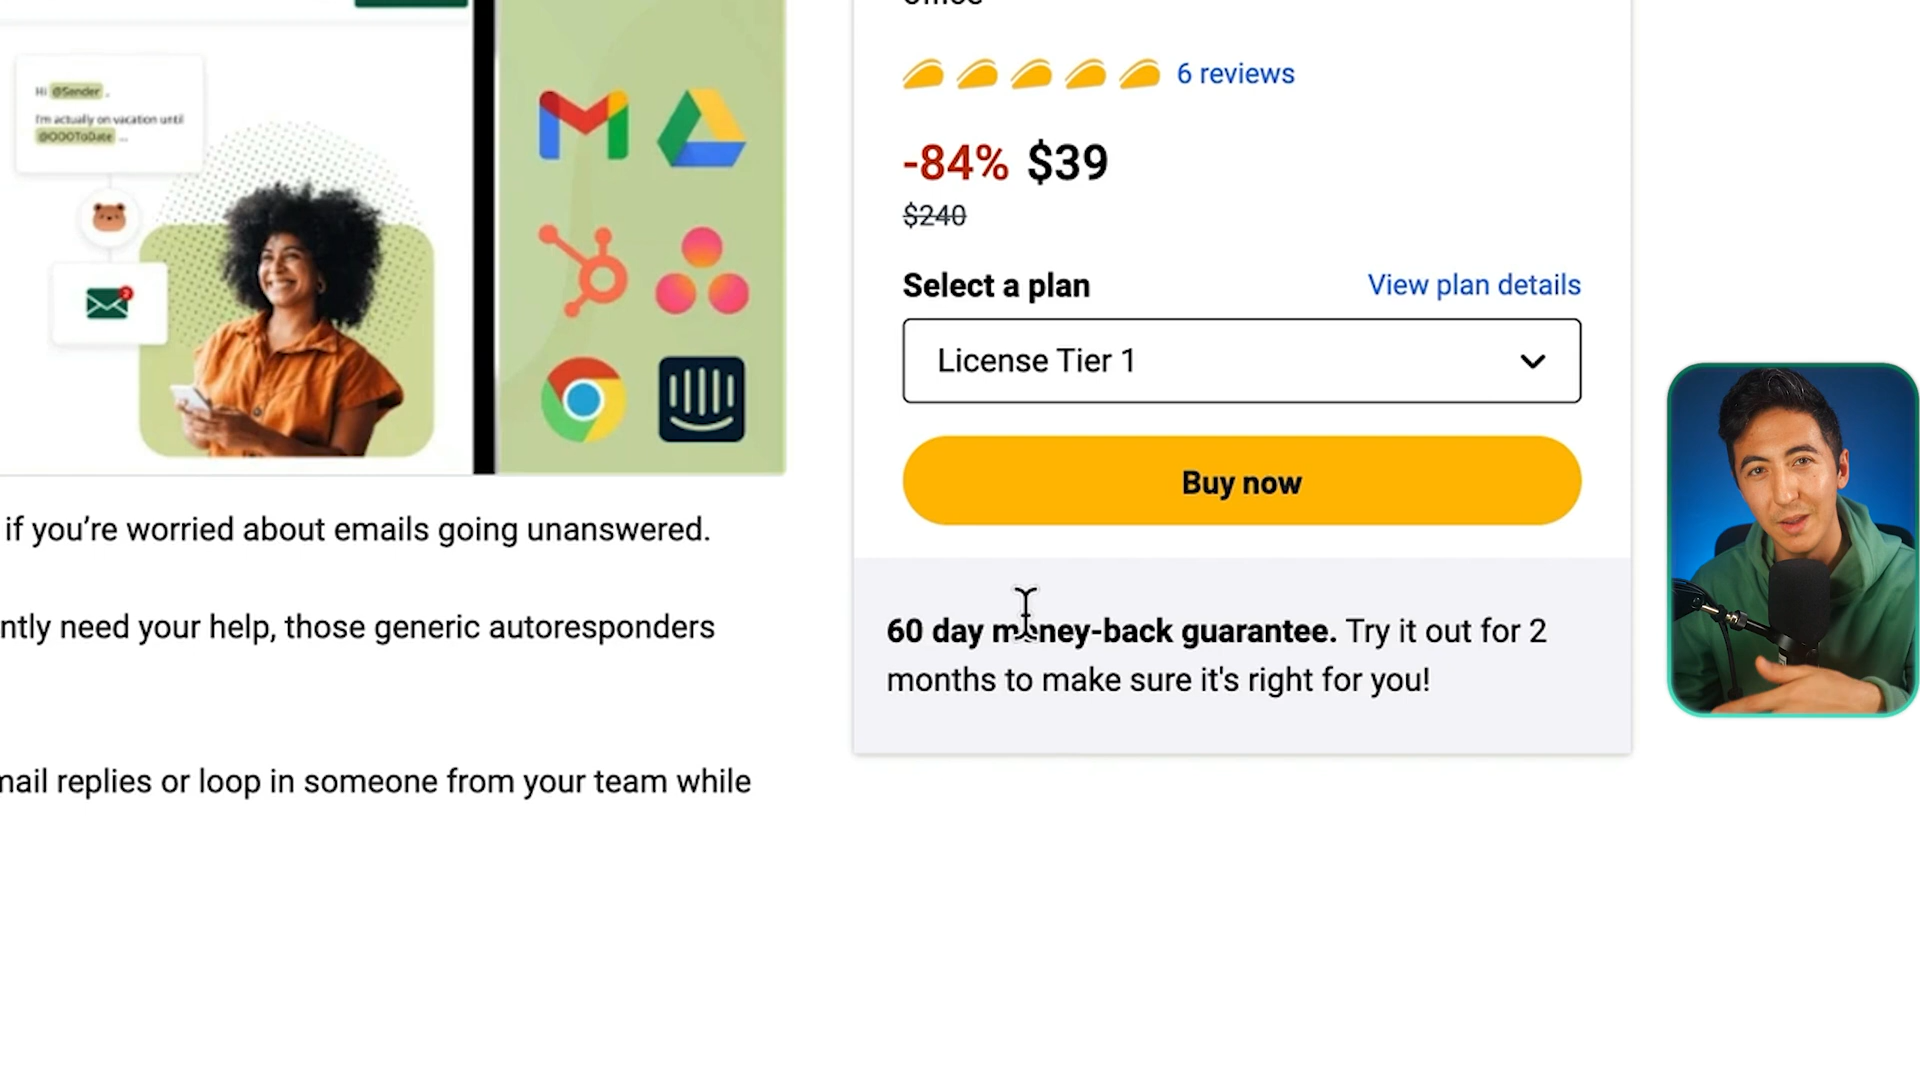 Hi @Sender ,
I'm actually on vacation until
@OOOToDate ...
if you’re worried about emails going unanswered.
ntly need your help, those generic autoresponders
mail replies or loop in someone from your team while
6 reviews
-84% $39
$240
Select a plan
View plan details
License Tier 1
Buy now
60 day money-back guarantee. Try it out for 2
months to make sure it's right for you!